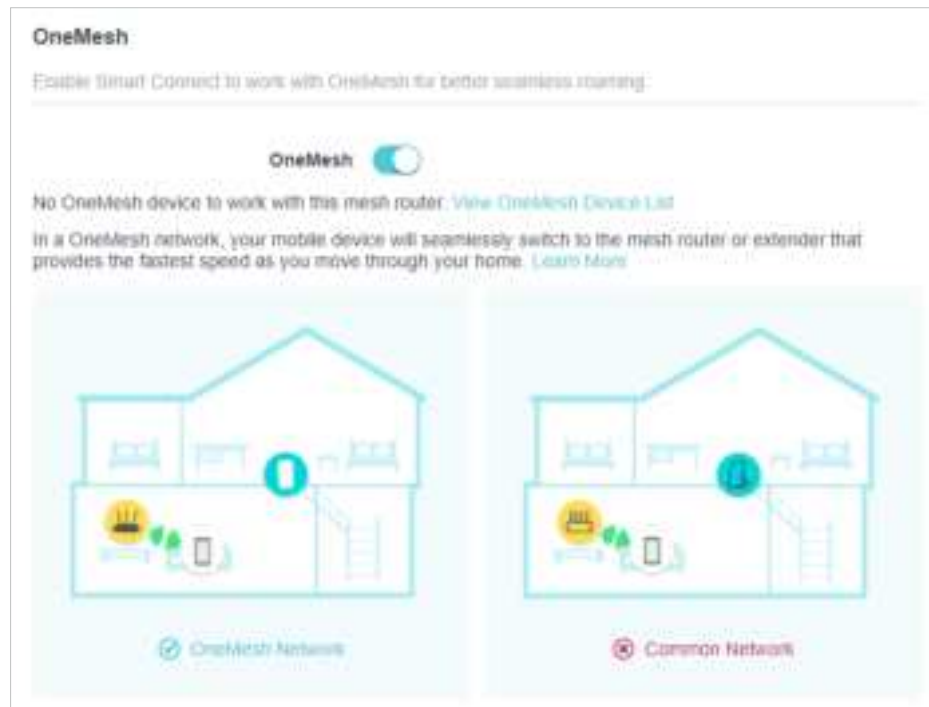 OneMesh
Enable Smart Connect to work with OneMesh for better seamless roaming.
OneMesh
No OneMesh device to work with this mesh router. View OneMesh Device List
In a OneMesh network, your mobile device will seamlessly switch to the mesh router or extender that
provides the fastest speed as you move through your home. Learn More
OneMesh Network
Common Network